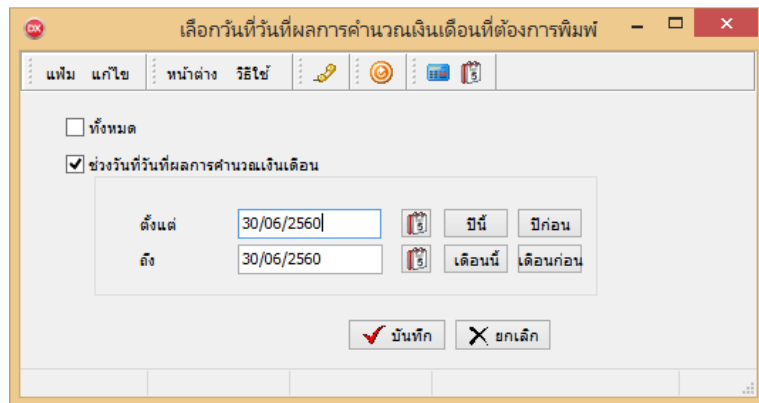 เลือกวันที่วันที่ผลการคำนวณเงินเดือนที่ต้องการพิมพ์
แฟ้ม แก้ไข หน้าต่าง วิธีใช้
ทั้งหมด
ช่วงวันที่วันที่ผลการคำนวณเงินเดือน
ตั้งแต่ 30/06/2560 ปีนี้ ปีก่อน
ถึง 30/06/2560 เดือนนี้ เดือนก่อน
บันทึก ยกเลิก